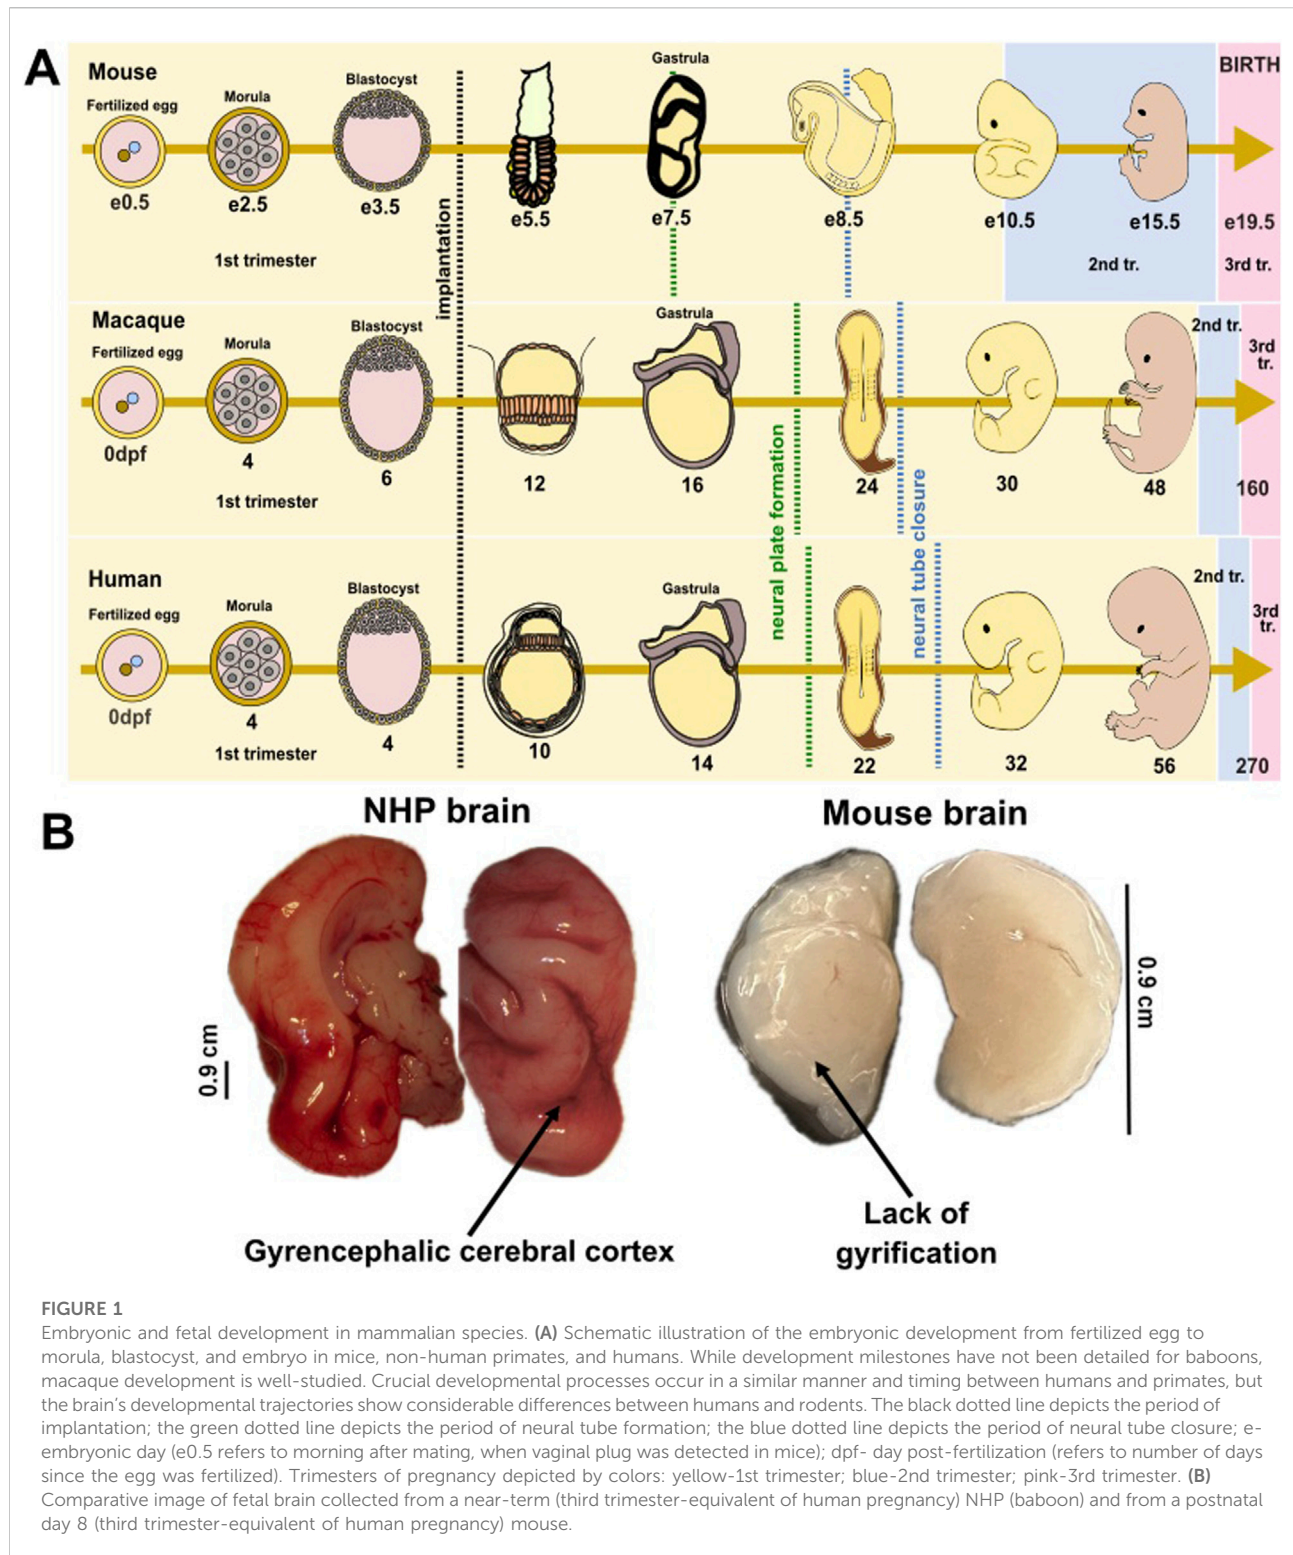 A
Mouse
Fertilized egg
Morula
Blastocyst
Gastrula
BIRTH
e0.5
e2.5
e3.5
e5.5
e7.5
e8.5
e10.5
e15.5
e19.5
1st trimester
2nd tr.
3rd tr.
implantation
Macaque
Fertilized egg
Morula
Blastocyst
Gastrula
2nd tr.
3rd
tr.
0dpf
4
6
12
16
24
30
48
160
1st trimester
neural plate formation
neural tube closure
Human
Fertilized egg
Morula
Blastocyst
Gastrula
2nd tr.
3rd
tr.
0dpf
4
4
10
14
22
32
56
270
1st trimester
B
NHP brain
Mouse brain
0.9 cm
0.9 cm
Gyrencephalic cerebral cortex
Lack of
gyrification
FIGURE 1
Embryonic and fetal development in mammalian species. (A) Schematic illustration of the embryonic development from fertilized egg to
morula, blastocyst, and embryo in mice, non-human primates, and humans. While development milestones have not been detailed for baboons,
macaque development is well-studied. Crucial developmental processes occur in a similar manner and timing between humans and primates, but
the brain's developmental trajectories show considerable differences between humans and rodents. The black dotted line depicts the period of
implantation; the green dotted line depicts the period of neural tube formation; the blue dotted line depicts the period of neural tube closure; e-
embryonic day (e0.5 refers to morning after mating, when vaginal plug was detected in mice); dpf- day post-fertilization (refers to number of days
since the egg was fertilized). Trimesters of pregnancy depicted by colors: yellow-1st trimester; blue-2nd trimester; pink-3rd trimester. (B)
Comparative image of fetal brain collected from a near-term (third trimester-equivalent of human pregnancy) NHP (baboon) and from a postnatal
day 8 (third trimester-equivalent of human pregnancy) mouse.